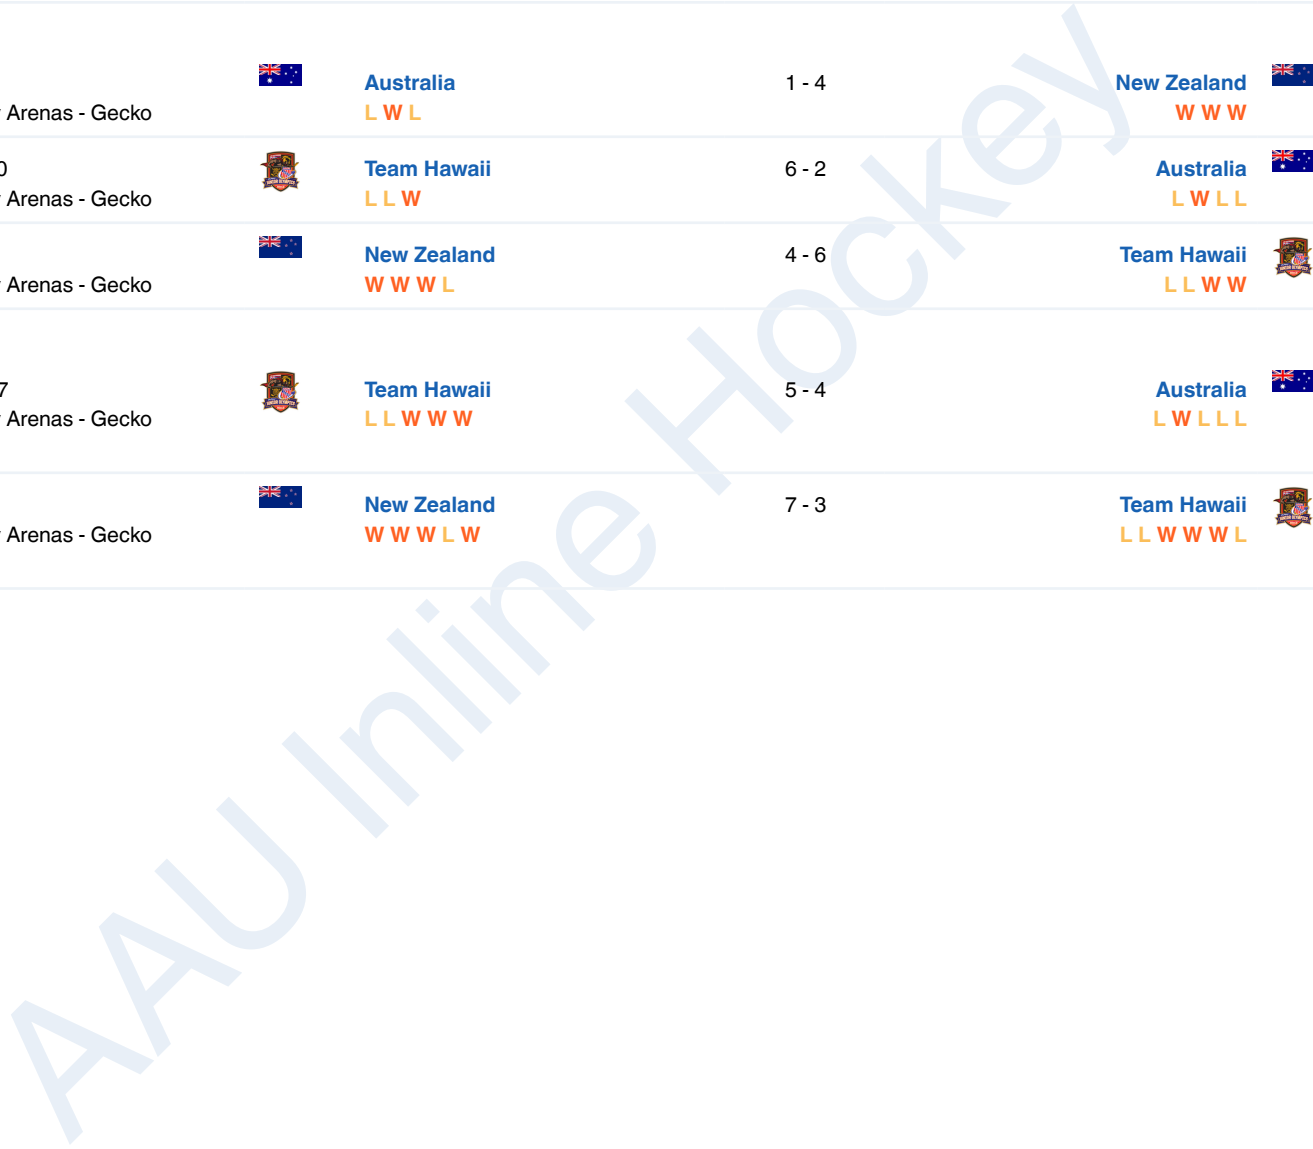 Australia 1 - 4 New Zealand
Arenas - Gecko L W L W W W
0 Team Hawaii 6 - 2 Australia
Arenas - Gecko L L W L W L L
New Zealand 4 - 6 Team Hawaii
Arenas - Gecko W W W L L L W W
7 Team Hawaii 5 - 4 Australia
Arenas - Gecko L L W W W L W L L L
New Zealand 7 - 3 Team Hawaii
Arenas - Gecko W W W L W L L W W W L
AAU Inline Hockey